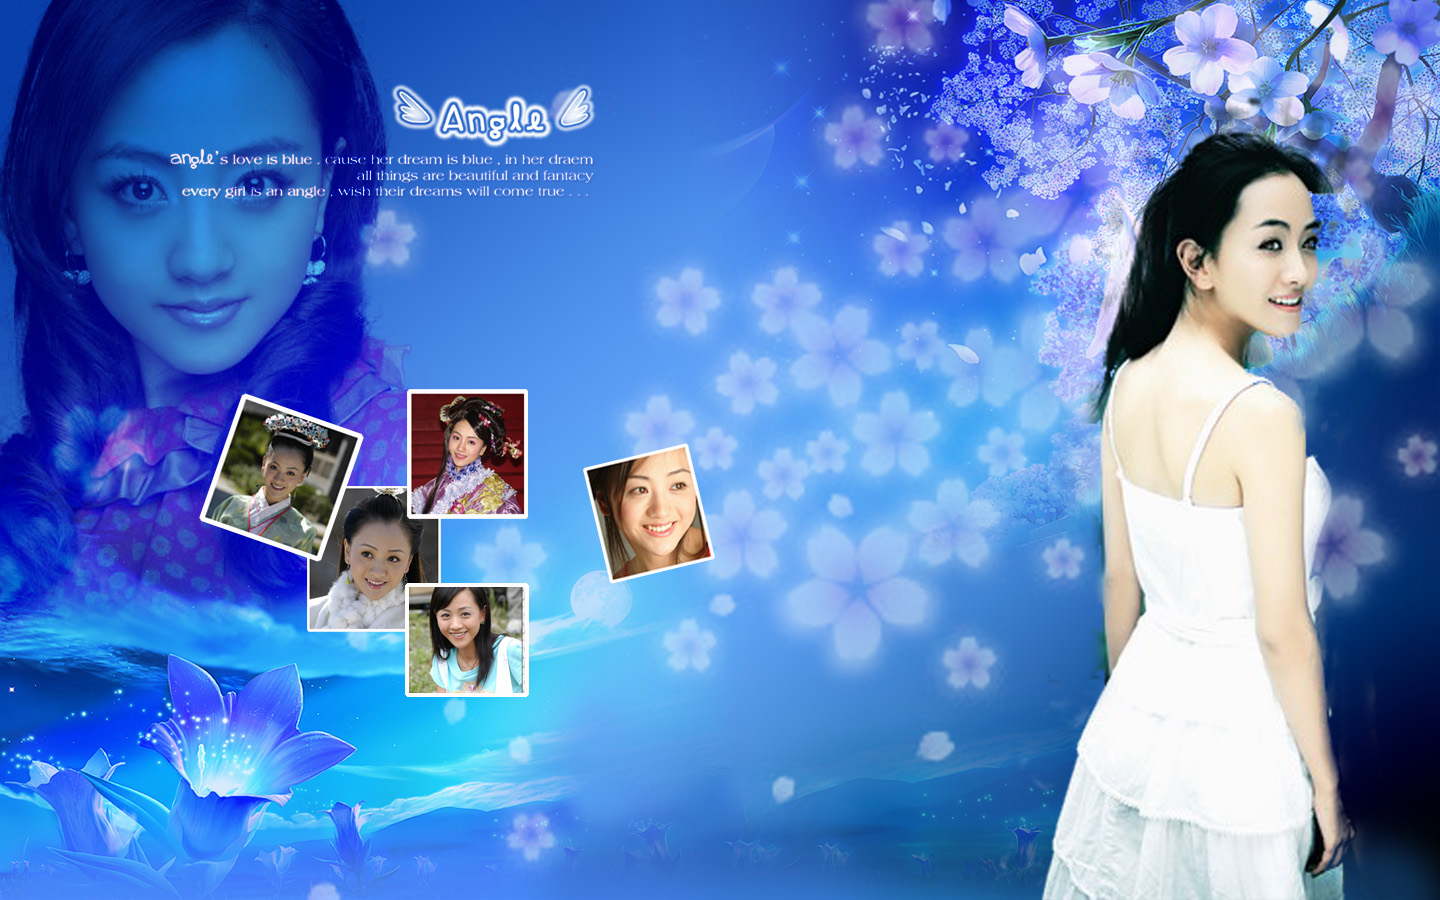 Angle
angle's love is blue . cause her dream is blue , in her draem
all things are beautiful and fantacy
every girl is an angle , wish their dreams will come true . . .